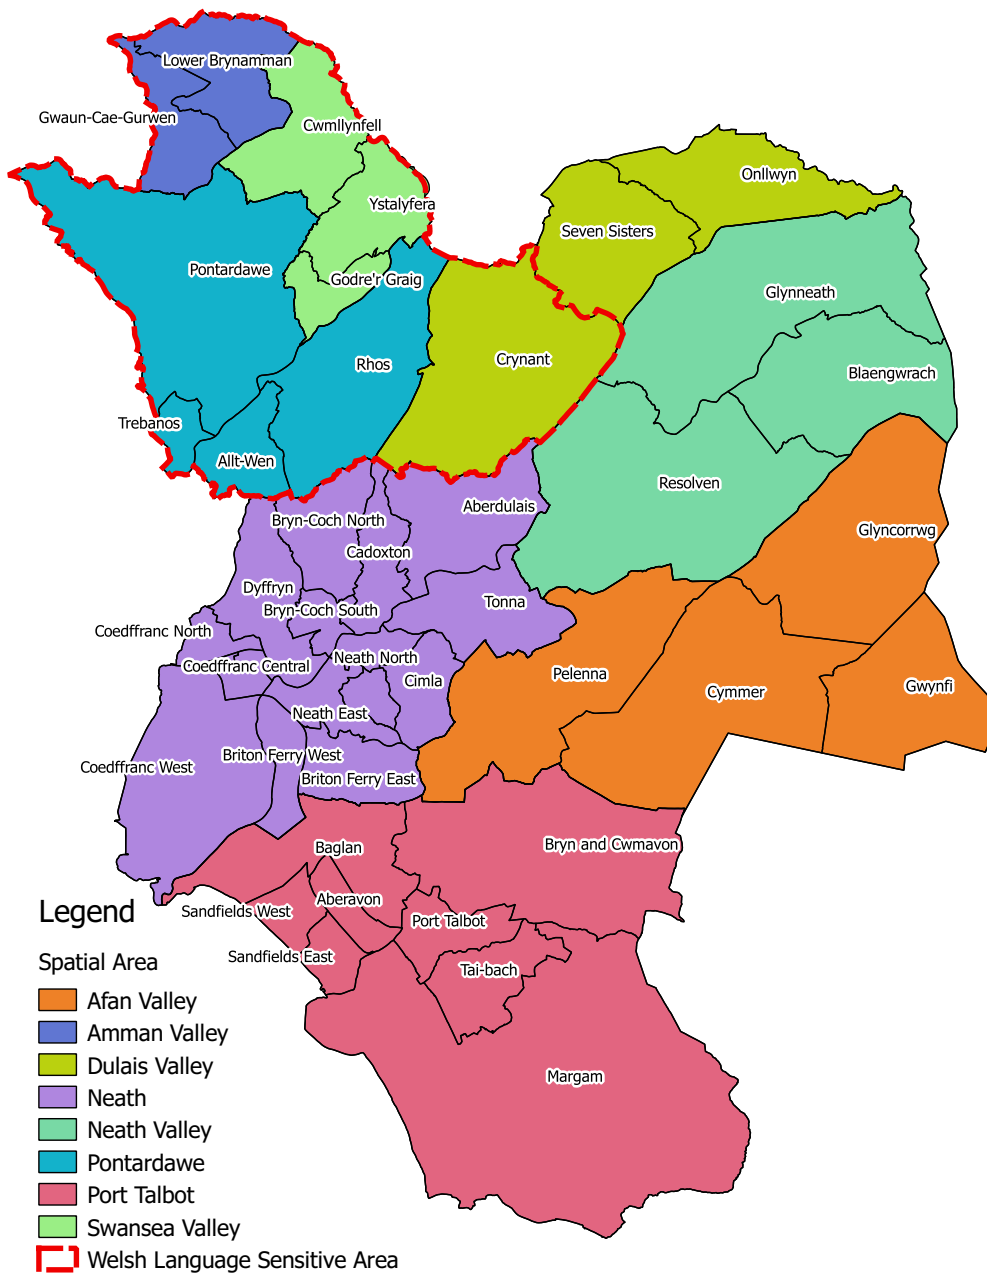 Lower Brynamman
Gwaun-Cae-Gurwen
Cwmllynfell
Onllwyn
Ystalyfera
Seven Sisters
Pontardawe
Godre'r Graig
Glynneath
Rhos
Crynant
Blaengwrach
Trebanos
Allt-Wen
Resolven
Aberdulais
Bryn-Coch North
Glyncorrwg
Cadoxton
Dyffryn
Bryn-Coch South
Tonna
Coedffranc North
Neath North
Coedffranc Central
Pelenna
Cimla
Cymmer
Gwynfi
Neath East
Briton Ferry West
Coedffranc West
Briton Ferry East
Baglan
Bryn and Cwmavon
Aberavon
Sandfields West
Port Talbot
Sandfields East
Tai-bach
Margam
Legend
Spatial Area
Afan Valley
Amman Valley
Dulais Valley
Neath
Neath Valley
Pontardawe
Port Talbot
Swansea Valley
Welsh Language Sensitive Area